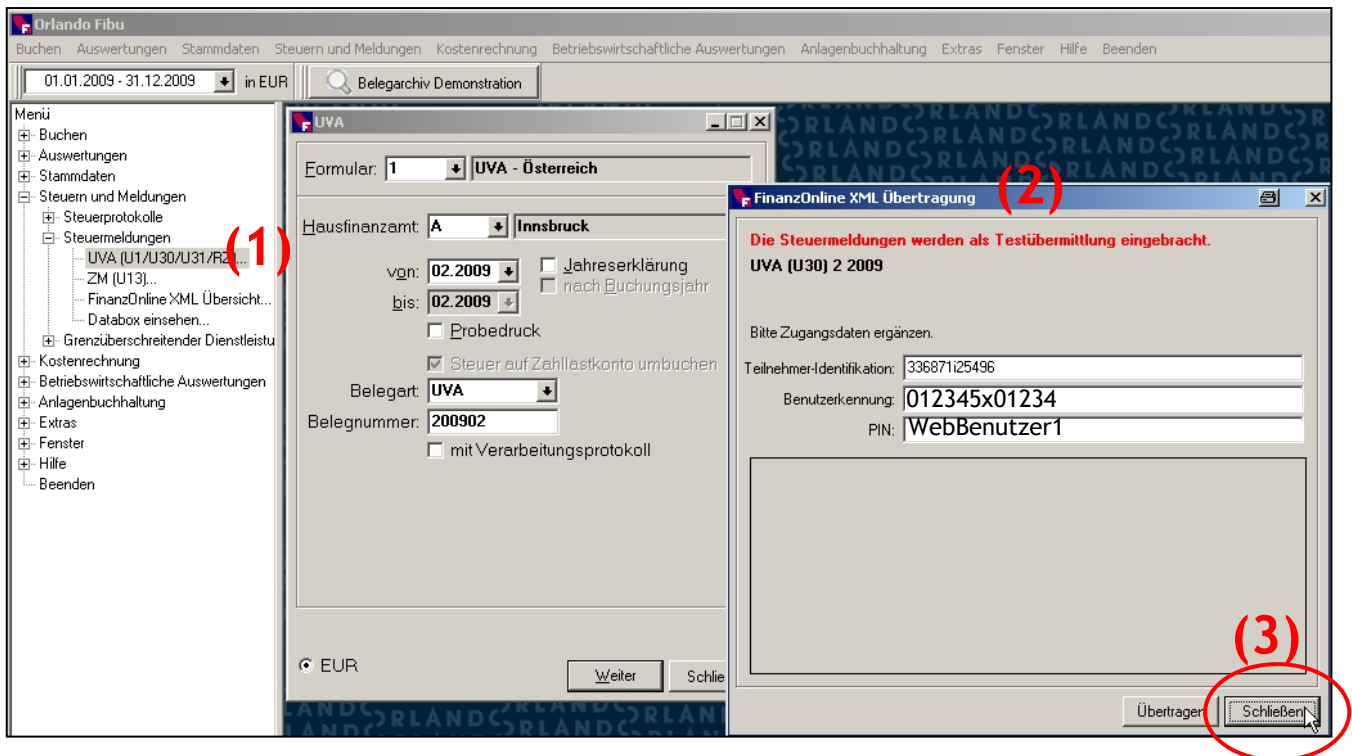 Orlando Fibu
Buchen Auswertungen Stammdaten Steuern und Meldungen Kostenrechnung Betriebswirtschaftliche Auswertungen Anlagenbuchhaltung Extras Fenster Hilfe Beenden
01.01.2009 - 31.12.2009 in EUR Belegarchiv Demonstration
Menü
Buchen
Auswertungen
Stammdaten
Steuern und Meldungen
Steuerprotokolle
Steuermeldungen
UVA (U1/U30/U31/R2)...
ZM (U13)...
FinanzOnline XML Übersicht...
Databox einsehen...
Grenzüberschreitender Dienstleistu
Kostenrechnung
Betriebswirtschaftliche Auswertungen
Anlagenbuchhaltung
Extras
Fenster
Hilfe
Beenden
(1)
UVA
Formular: 1 UVA - Österreich
Hausfinanzamt: A Innsbruck
von: 02.2009 Jahreserklärung
nach Buchungsjahr
bis: 02.2009
Probedruck
Steuer auf Zahllastkonto umbuchen
Belegart: UVA
Belegnummer: 200902
mit Verarbeitungsprotokoll
EUR
Weiter Schlie
(2)
FinanzOnline XML Übertragung
Die Steuermeldungen werden als Testübermittlung eingebracht.
UVA (U30) 2 2009
Bitte Zugangsdaten ergänzen.
Teilnehmer-Identifikation: 336871i25496
Benutzerkennung: 012345x01234
PIN: WebBenutzer1
(3)
Übertragen Schließen